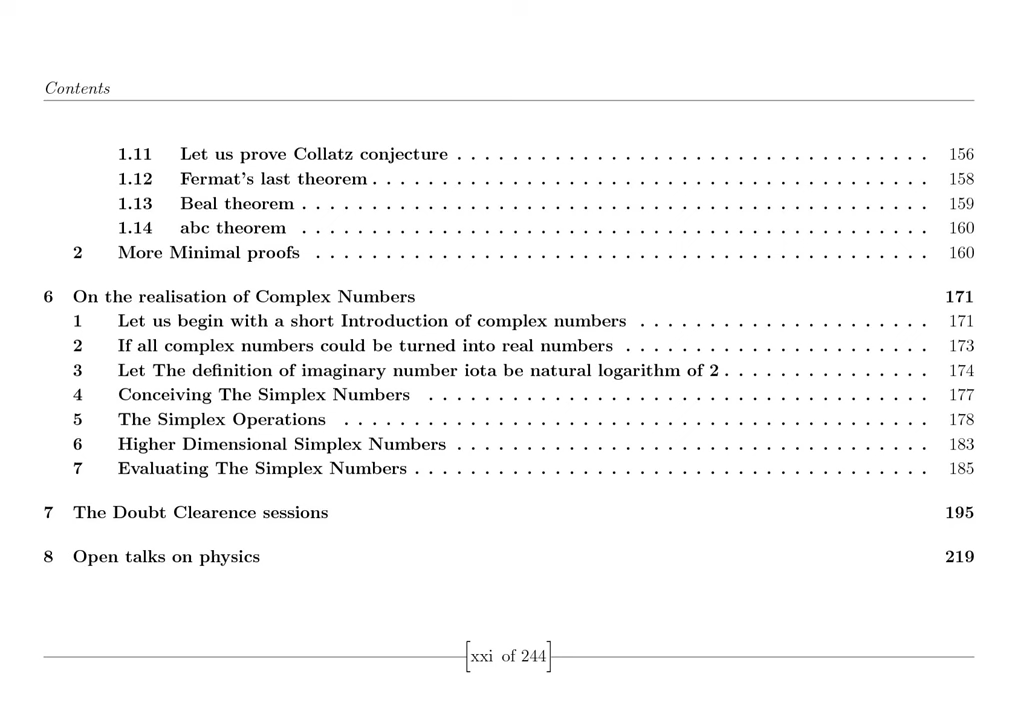 Contents
1.11 Let us prove Collatz conjecture . . . . . . . . . . . . . . . . . . . . . . . . . . . . . . . . . . 156
1.12 Fermat's last theorem . . . . . . . . . . . . . . . . . . . . . . . . . . . . . . . . . . . . . . . . 158
1.13 Beal theorem . . . . . . . . . . . . . . . . . . . . . . . . . . . . . . . . . . . . . . . . . . . . . 159
1.14 abc theorem . . . . . . . . . . . . . . . . . . . . . . . . . . . . . . . . . . . . . . . . . . . . . 160
2 More Minimal proofs . . . . . . . . . . . . . . . . . . . . . . . . . . . . . . . . . . . . . . . . . . . . 160
6 On the realisation of Complex Numbers 171
1 Let us begin with a short Introduction of complex numbers . . . . . . . . . . . . . . . . . . . . . 171
2 If all complex numbers could be turned into real numbers . . . . . . . . . . . . . . . . . . . . . . 173
3 Let The definition of imaginary number iota be natural logarithm of 2 . . . . . . . . . . . . . . . 174
4 Conceiving The Simplex Numbers . . . . . . . . . . . . . . . . . . . . . . . . . . . . . . . . . . . . 177
5 The Simplex Operations . . . . . . . . . . . . . . . . . . . . . . . . . . . . . . . . . . . . . . . . . . 178
6 Higher Dimensional Simplex Numbers . . . . . . . . . . . . . . . . . . . . . . . . . . . . . . . . . . 183
7 Evaluating The Simplex Numbers . . . . . . . . . . . . . . . . . . . . . . . . . . . . . . . . . . . . . 185
7 The Doubt Clearence sessions 195
8 Open talks on physics 219
[xxi of 244]